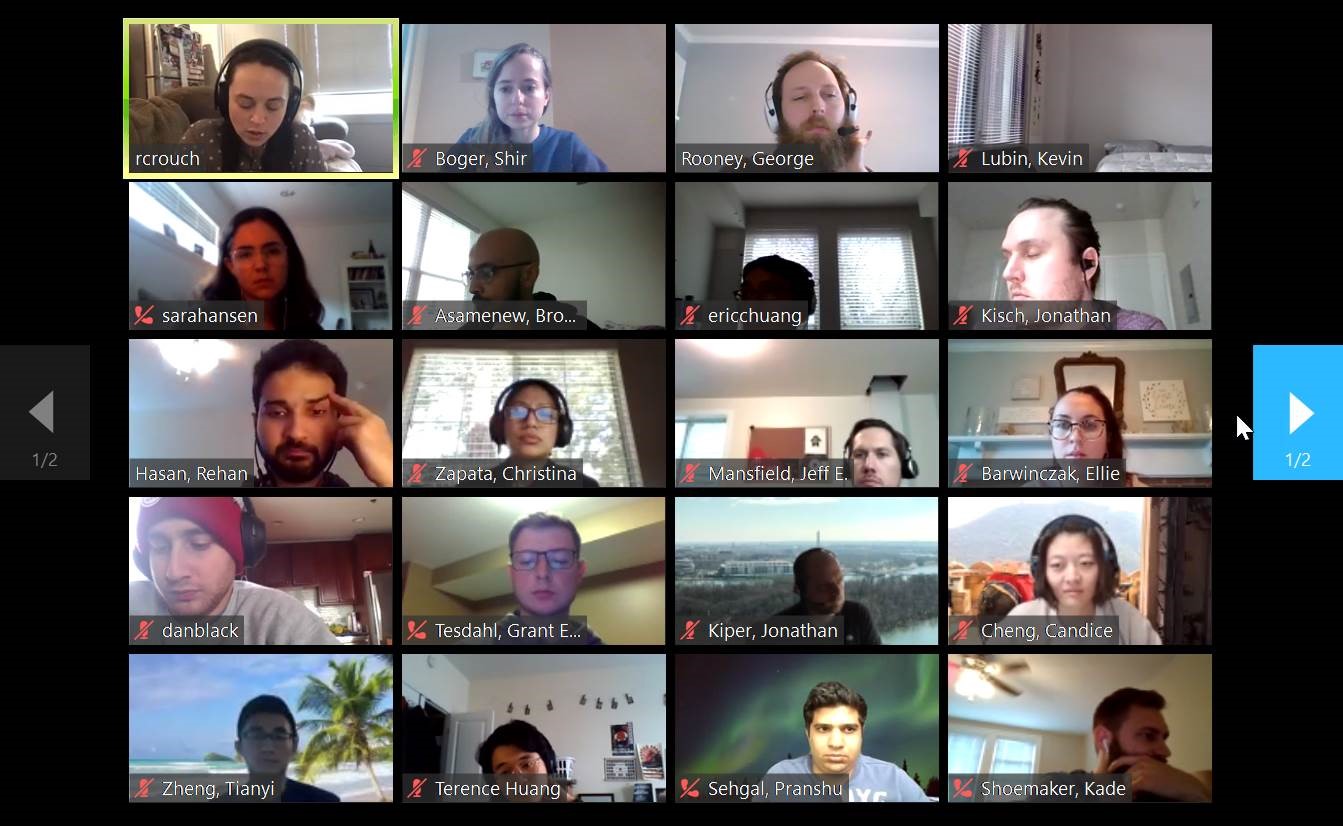 rcrouch
Boger, Shir
Rooney, George
Lubin, Kevin
sarahansen
Asamenew, Bro...
ericchuang
Kisch, Jonathan
1/2
Hasan, Rehan
Zapata, Christina
Mansfield, Jeff E.
Barwinczak, Ellie
1/2
danblack
Tesdahl, Grant E...
Kiper, Jonathan
Cheng, Candice
Zheng, Tianyi
Terence Huang
Sehgal, Pranshu
Shoemaker, Kade